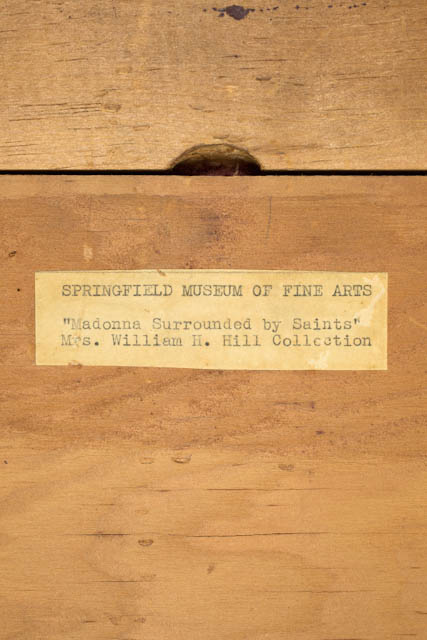 SPRINGFIELD MUSEUM OF FINE ARTS
"Madonna Surrounded by Saints"
Mrs. William H. Hill Collection